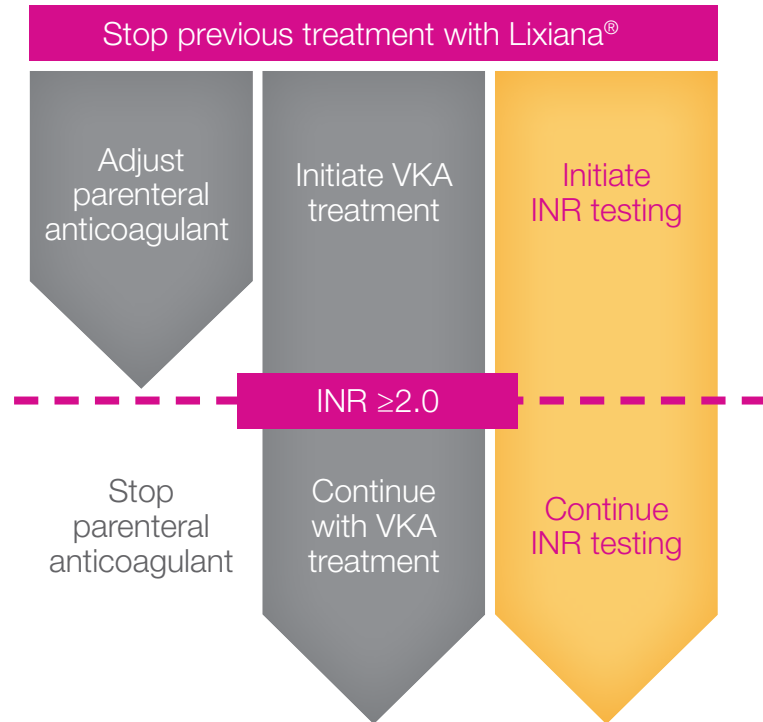 Stop previous treatment with Lixiana®
Adjust
parenteral
anticoagulant
Initiate VKA
treatment
Initiate
INR testing
INR ≥2.0
Stop
parenteral
anticoagulant
Continue
with VKA
treatment
Continue
INR testing